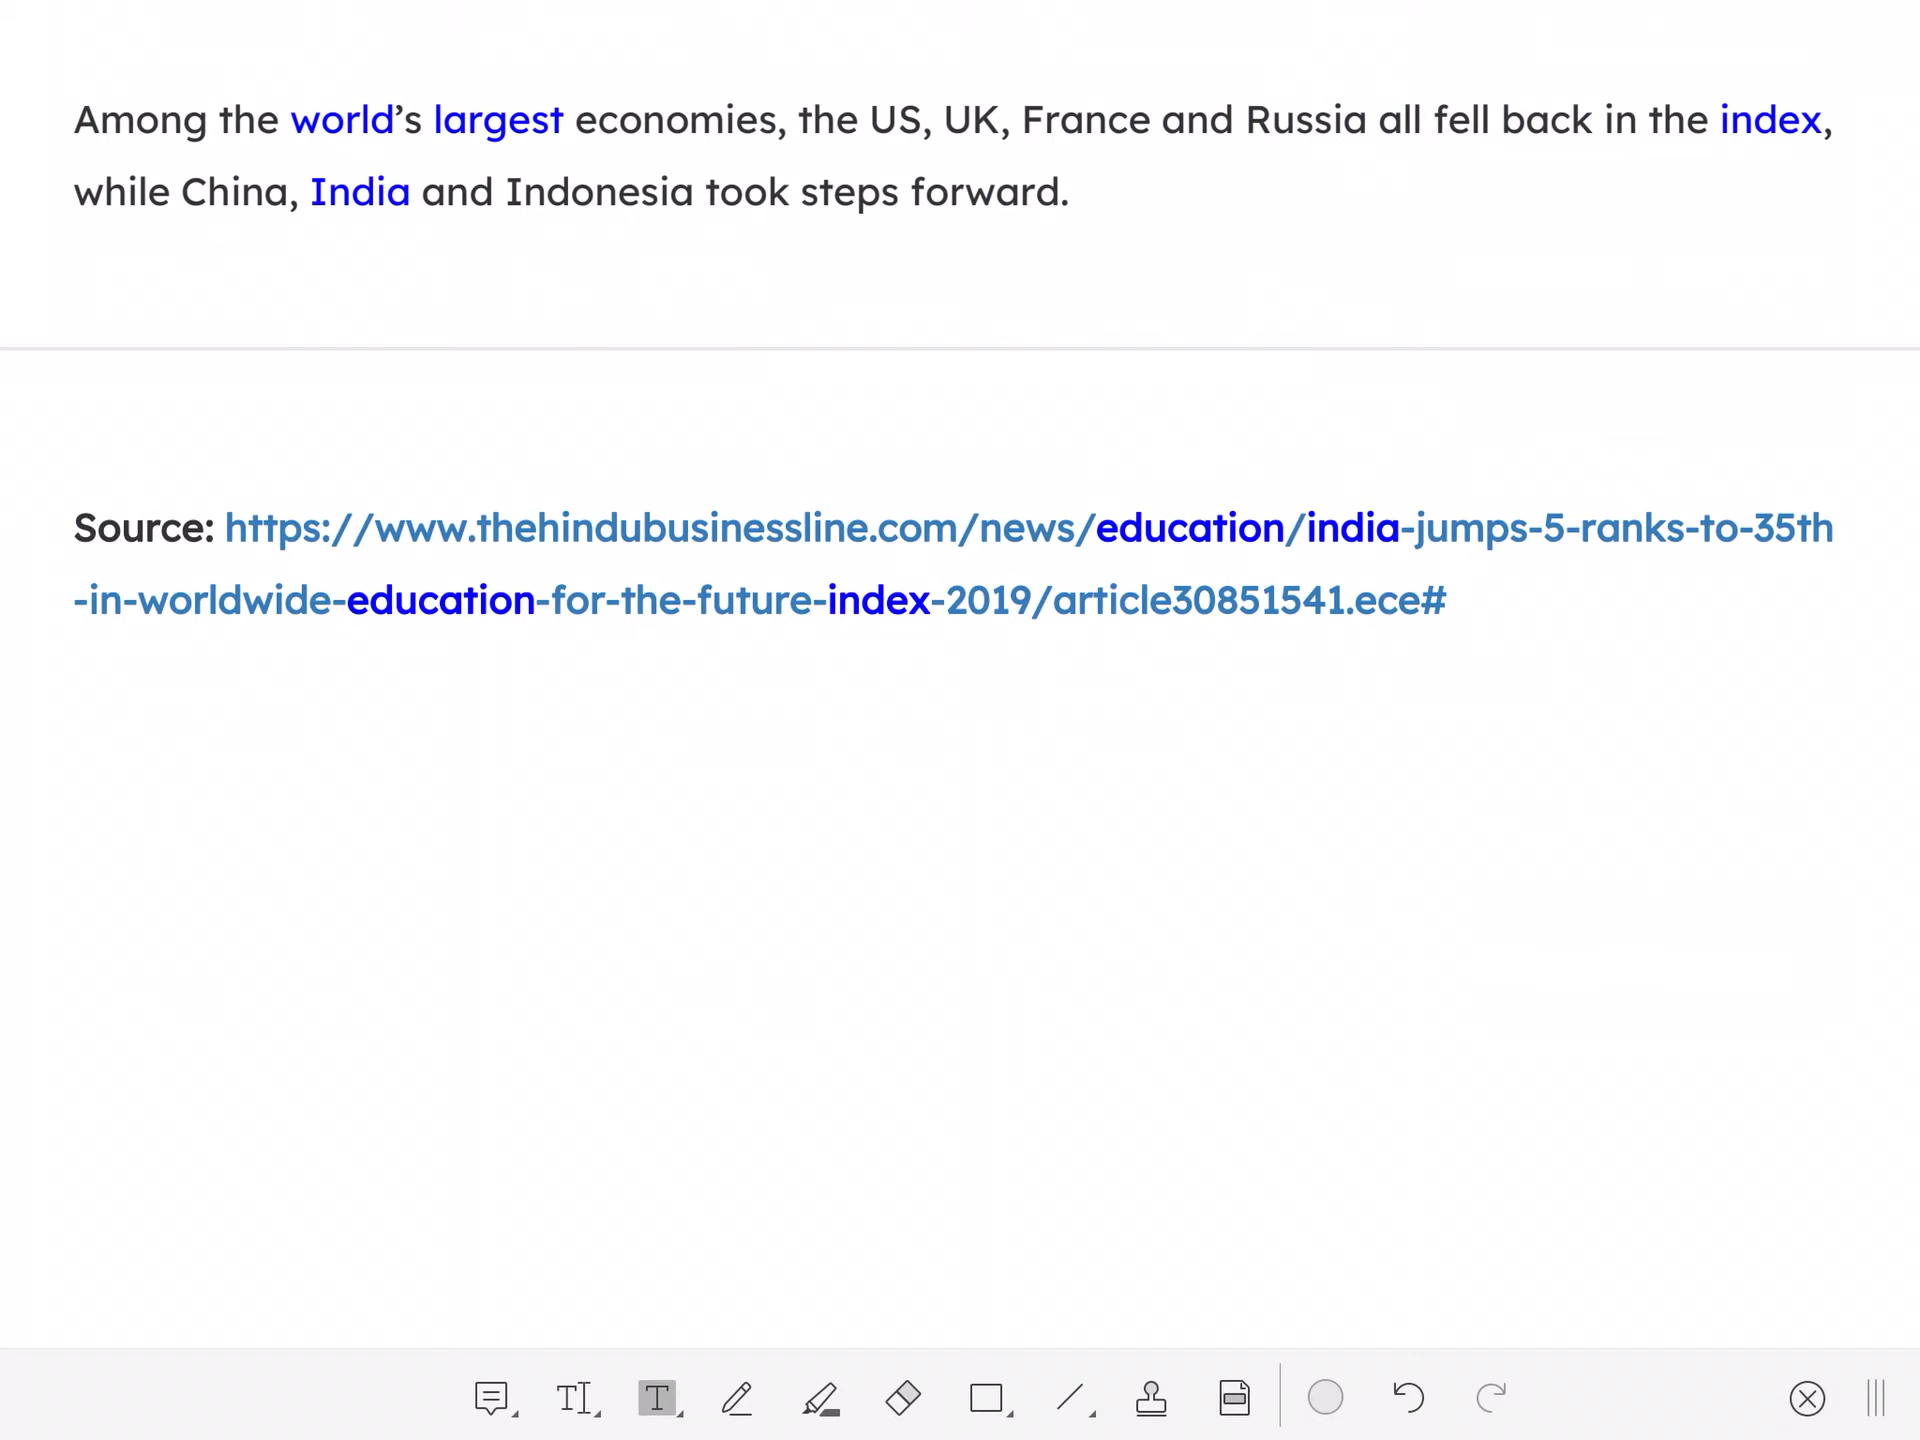 Among the world’s largest economies, the US, UK, France and Russia all fell back in the index,
while China, India and Indonesia took steps forward.
Source: https://www.thehindubusinessline.com/news/education/india-jumps-5-ranks-to-35th
-in-worldwide-education-for-the-future-index-2019/article30851541.ece#